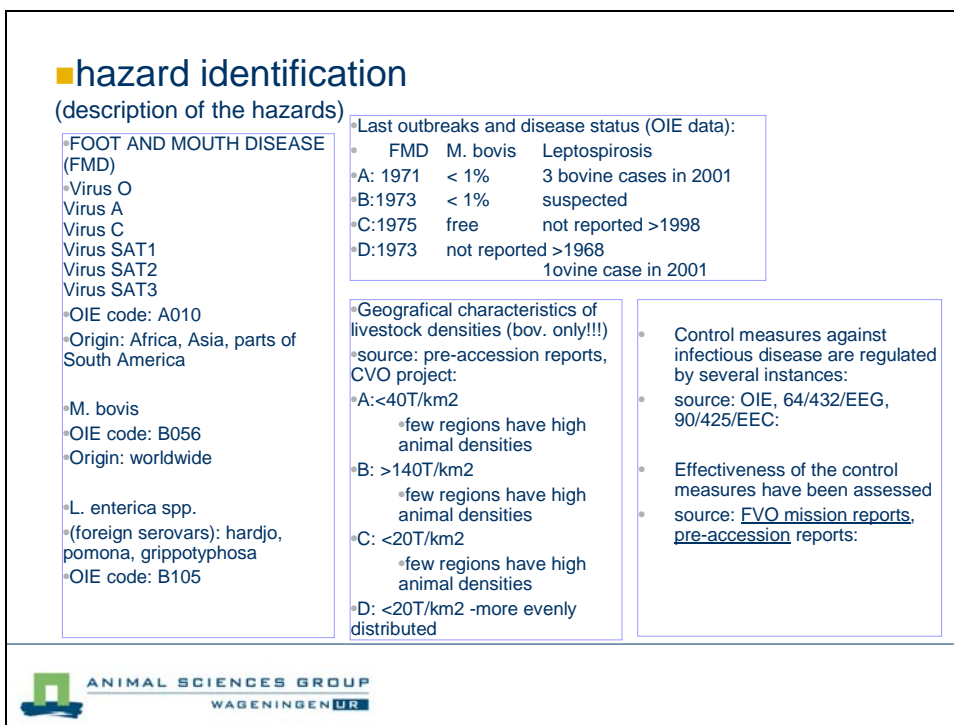 hazard identification
(description of the hazards)
•FOOT AND MOUTH DISEASE
(FMD)
•Virus O
Virus A
Virus C
Virus SAT1
Virus SAT2
Virus SAT3
•OIE code: A010
•Origin: Africa, Asia, parts of
South America
•M. bovis
•OIE code: B056
•Origin: worldwide
•L. enterica spp.
•(foreign serovars): hardjo,
pomona, grippotyphosa
•OIE code: B105
•Last outbreaks and disease status (OIE data):
• FMD M. bovis Leptospirosis
•A: 1971 < 1% 3 bovine cases in 2001
•B:1973 < 1% suspected
•C:1975 free not reported >1998
•D:1973 not reported >1968
1ovine case in 2001
•Geografical characteristics of
livestock densities (bov. only!!!)
•source: pre-accession reports,
CVO project:
•A:<40T/km2
•few regions have high
animal densities
•B: >140T/km2
•few regions have high
animal densities
•C: <20T/km2
•few regions have high
animal densities
•D: <20T/km2 -more evenly
distributed
• Control measures against
infectious disease are regulated
by several instances:
• source: OIE, 64/432/EEG,
90/425/EEC:
• Effectiveness of the control
measures have been assessed
• source: FVO mission reports,
pre-accession reports:
ANIMAL SCIENCES GROUP
WAGENINGEN UR